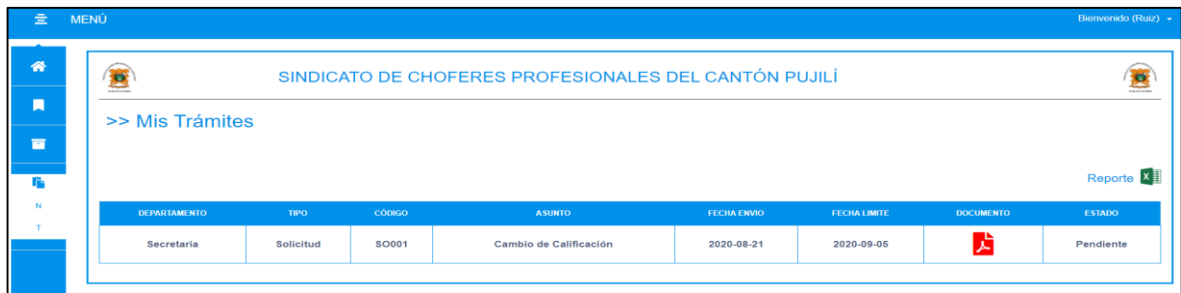 MENÚ
Bienvenido (Ruiz)
SINDICATO DE CHOFERES PROFESIONALES DEL CANTÓN PUJILÍ
>> Mis Trámites
Reporte
DEPARTAMENTO TIPO CÓDIGO ASUNTO FECHA ENVIO FECHA LIMITE DOCUMENTO ESTADO
Secretaria Solicitud SO001 Cambio de Calificación 2020-08-21 2020-09-05 Pendiente
N
T